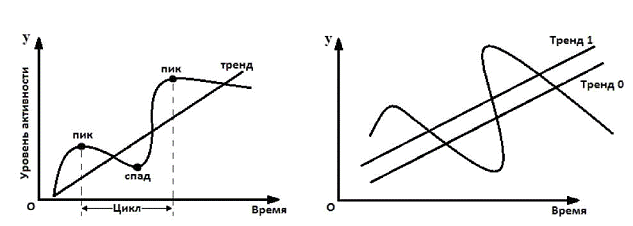 У
Уровень активности
пик
пик
тренд
спад
О
Цикл
Время
У
Тренд 1
Тренд 0
О
Время